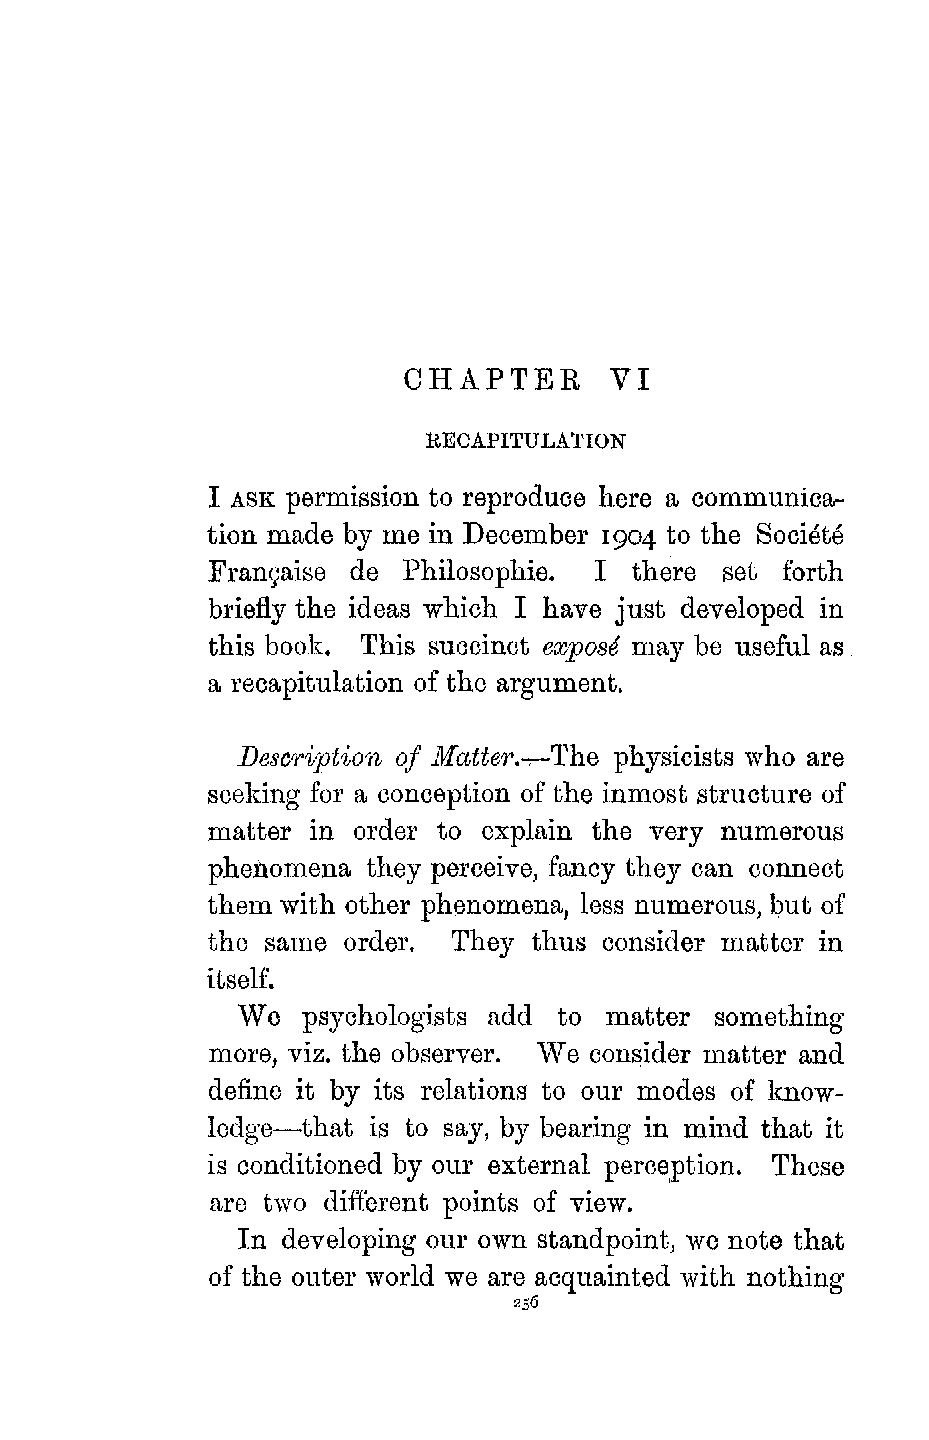 CHAPTER VI
RECAPITULATION
I ASK permission to reproduce here a communica-
tion made by me in December 1904 to the Société
Française de Philosophie. I there set forth
briefly the ideas which I have just developed in
this book. This succinct exposé may be useful as
a recapitulation of the argument.
Description of Matter.—The physicists who are
seeking for a conception of the inmost structure of
matter in order to explain the very numerous
phenomena they perceive, fancy they can connect
them with other phenomena, less numerous, but of
the same order. They thus consider matter in
itself.
We psychologists add to matter something
more, viz. the observer. We consider matter and
define it by its relations to our modes of know-
ledge—that is to say, by bearing in mind that it
is conditioned by our external perception. These
are two different points of view.
In developing our own standpoint, we note that
of the outer world we are acquainted with nothing
256